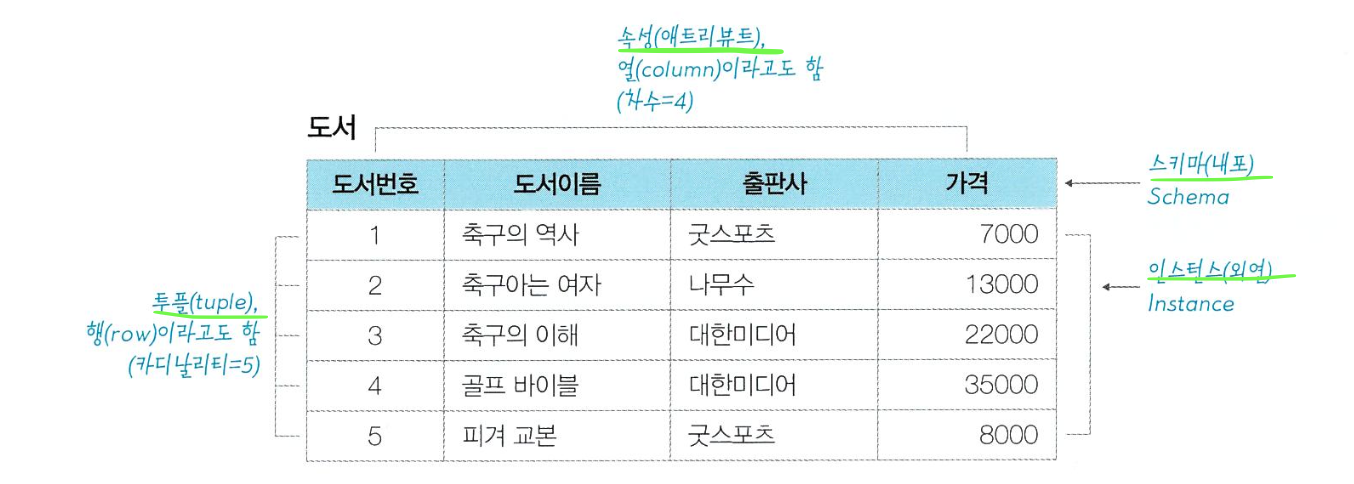 속성(애트리뷰트),
열(column)이라고도 함
(차수=4)
도서
도서번호 도서이름 출판사 가격
스키마(내포)
Schema
1 축구의 역사 굿스포츠 7000
2 축구아는 여자 나무수 13000
3 축구의 이해 대한미디어 22000
4 골프 바이블 대한미디어 35000
5 피겨 교본 굿스포츠 8000
투플(tuple),
행(row)이라고도 함
(카디날리티=5)
인스턴스(외연)
Instance